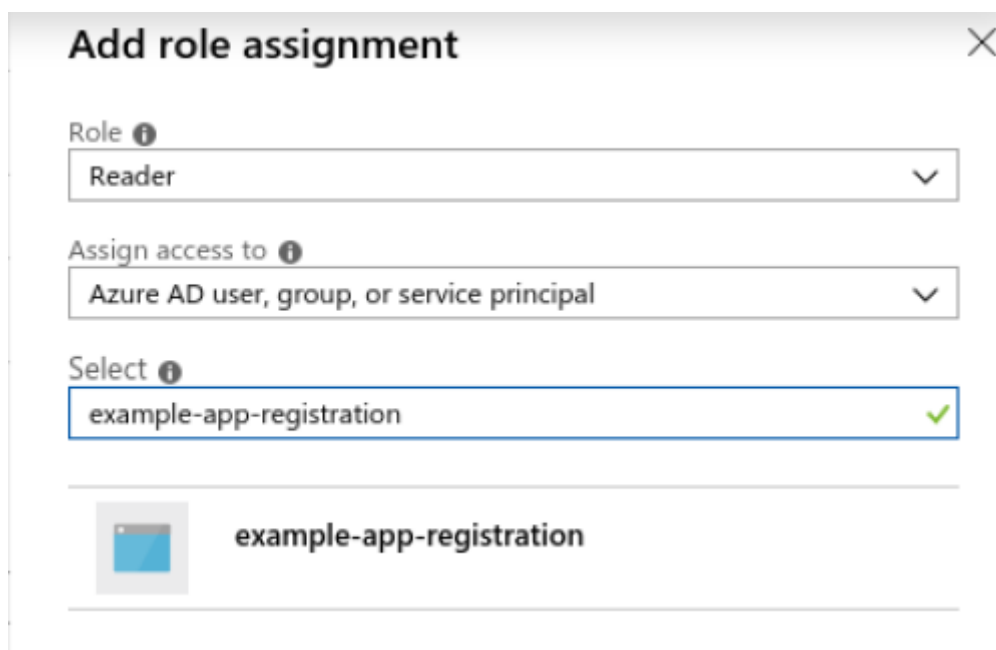 Add role assignment
Role
Reader
Assign access to
Azure AD user, group, or service principal
Select
example-app-registration
example-app-registration